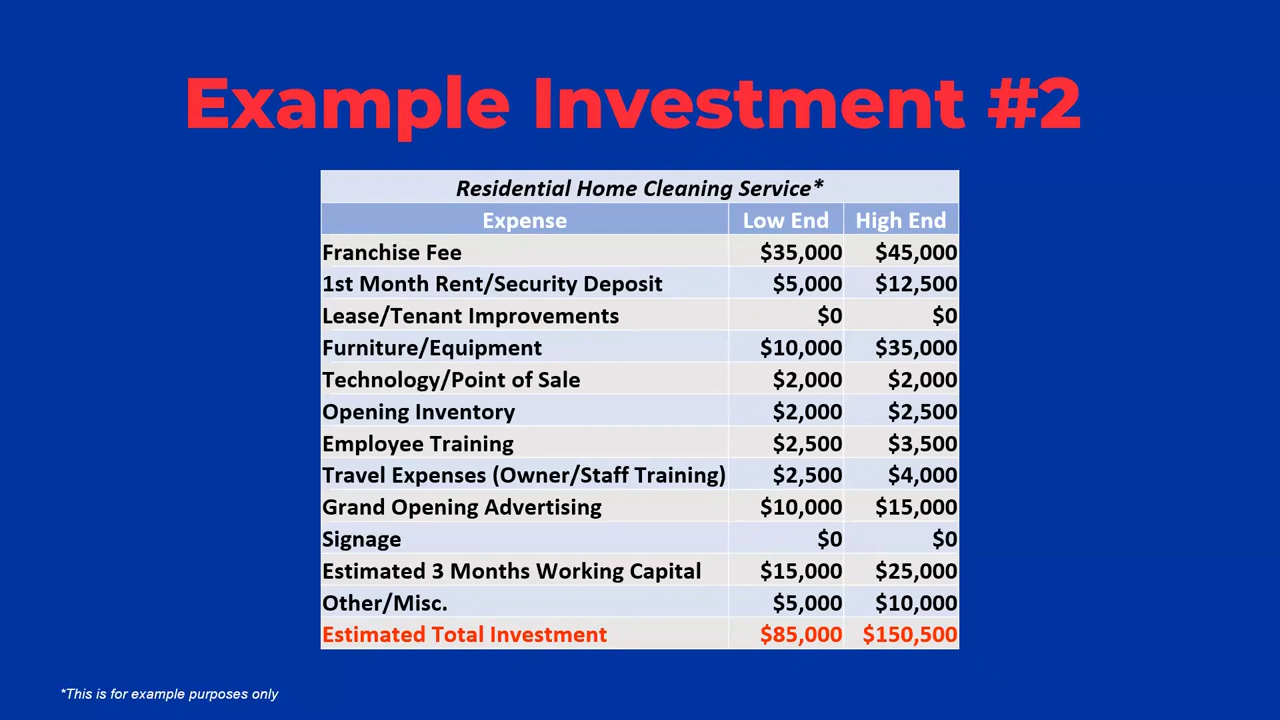 Example Investment #2
Residential Home Cleaning Service*
Expense Low End High End
Franchise Fee $35,000 $45,000
1st Month Rent/Security Deposit $5,000 $12,500
Lease/Tenant Improvements $0 $0
Furniture/Equipment $10,000 $35,000
Technology/Point of Sale $2,000 $2,000
Opening Inventory $2,000 $2,500
Employee Training $2,500 $3,500
Travel Expenses (Owner/Staff Training) $2,500 $4,000
Grand Opening Advertising $10,000 $15,000
Signage $0 $0
Estimated 3 Months Working Capital $15,000 $25,000
Other/Misc. $5,000 $10,000
Estimated Total Investment $85,000 $150,500
*This is for example purposes only